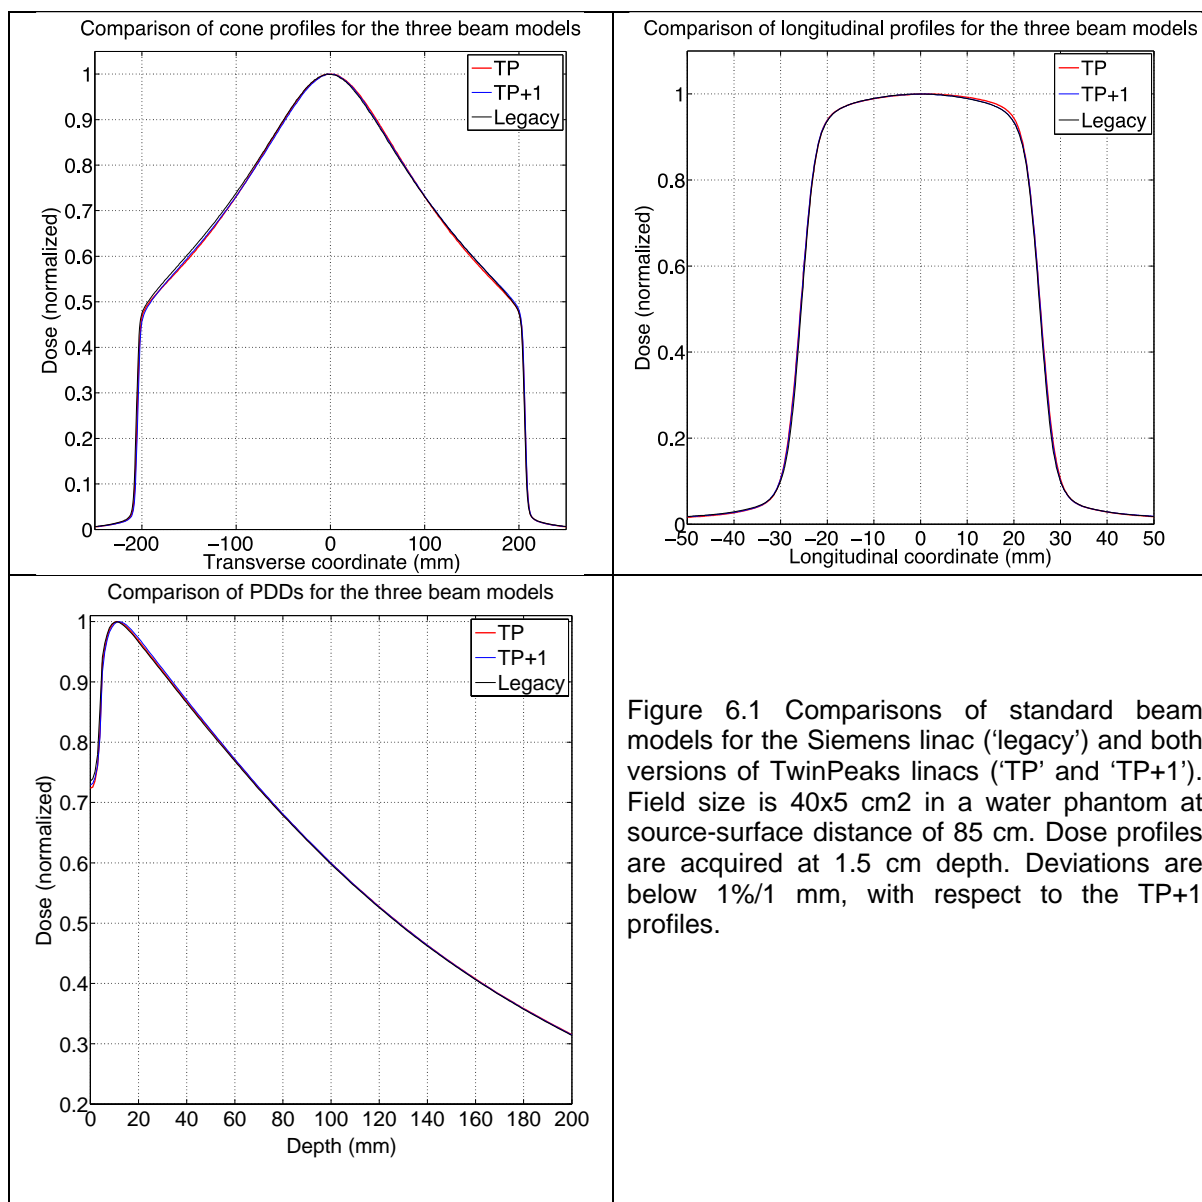 Comparison of cone profiles for the three beam models
TP
TP+1
Legacy
1
0.9
0.8
0.7
0.6
0.5
0.4
0.3
0.2
0.1
0
Dose (normalized)
−200 −100 0 100 200
Transverse coordinate (mm)
Comparison of longitudinal profiles for the three beam models
TP
TP+1
Legacy
1
0.8
0.6
0.4
0.2
0
Dose (normalized)
−50 −40 −30 −20 −10 0 10 20 30 40 50
Longitudinal coordinate (mm)
Comparison of PDDs for the three beam models
TP
TP+1
Legacy
1
0.9
0.8
0.7
0.6
0.5
0.4
0.3
0.2
Dose (normalized)
0 20 40 60 80 100 120 140 160 180 200
Depth (mm)
Figure 6.1 Comparisons of standard beam
models for the Siemens linac (‘legacy’) and both
versions of TwinPeaks linacs (‘TP’ and ‘TP+1’).
Field size is 40x5 cm2 in a water phantom at
source-surface distance of 85 cm. Dose profiles
are acquired at 1.5 cm depth. Deviations are
below 1%/1 mm, with respect to the TP+1
profiles.